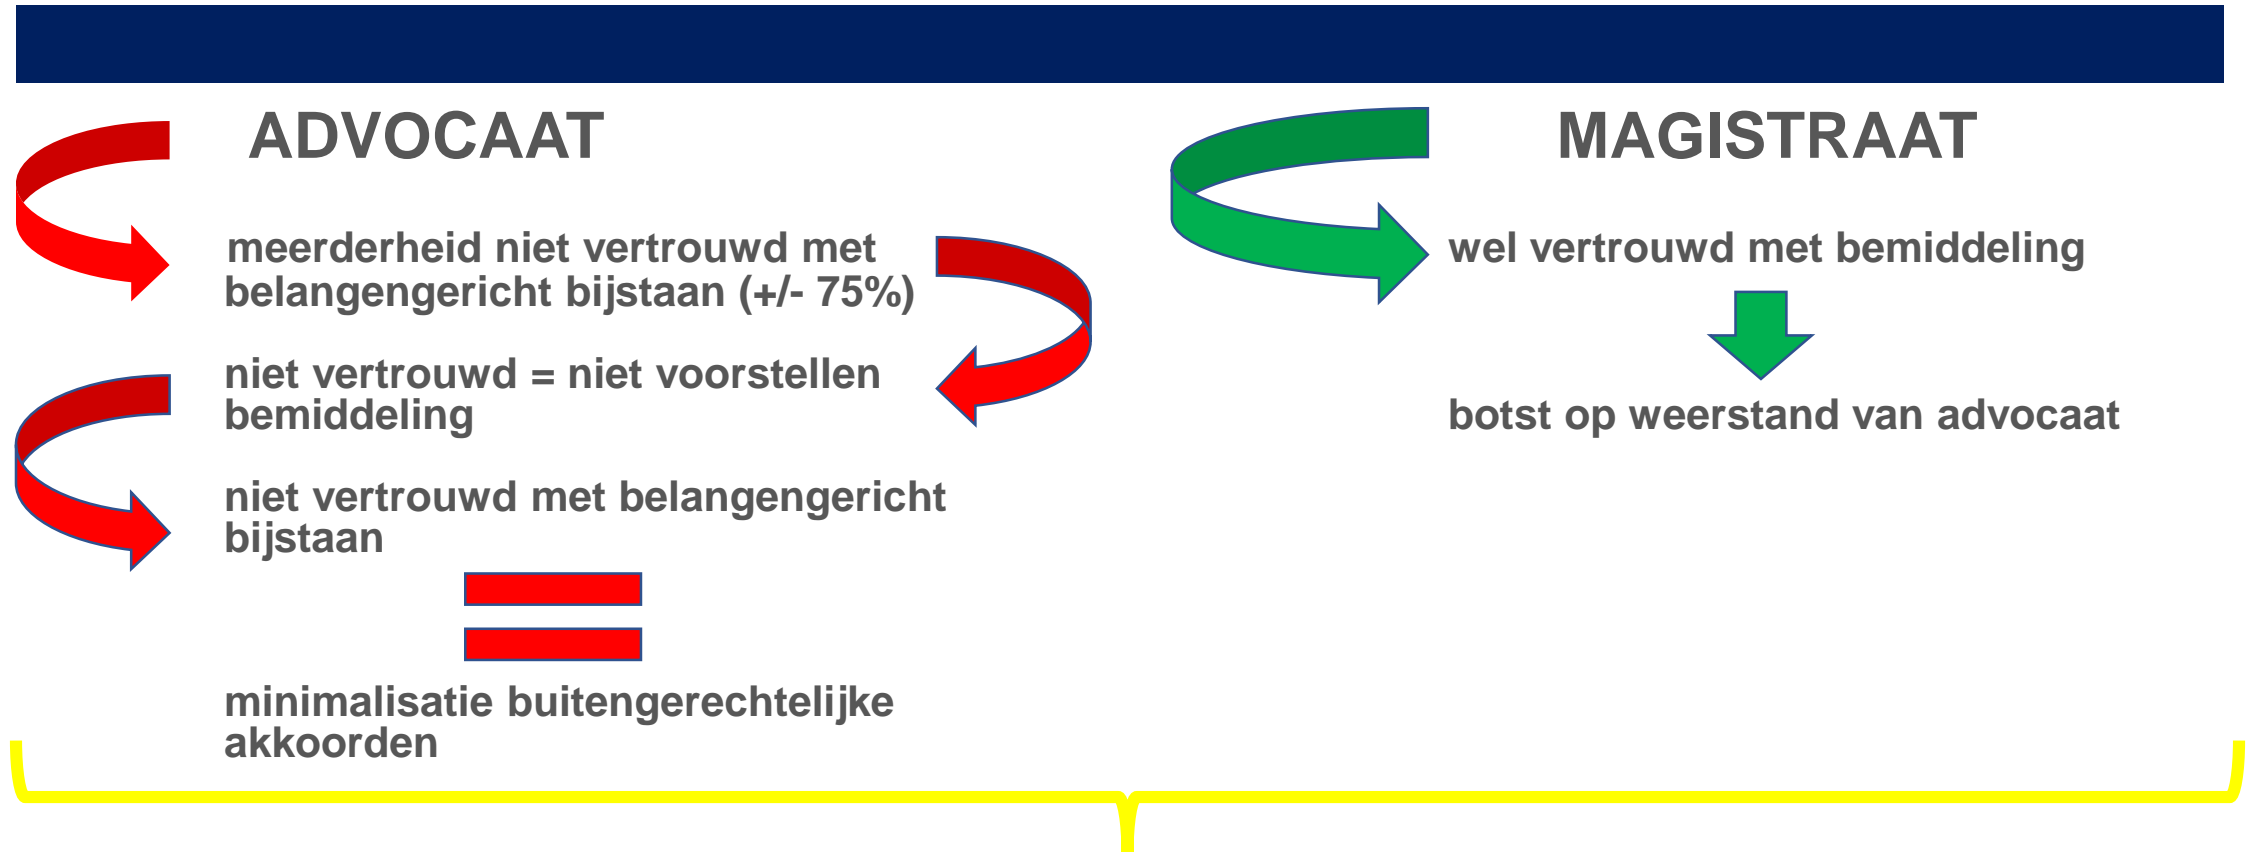 ADVOCAAT
meerderheid niet vertrouwd met
belangengericht bijstaan (+/- 75%)
niet vertrouwd = niet voorstellen
bemiddeling
niet vertrouwd met belangengericht
bijstaan
minimalisatie buitengerechtelijke
akkoorden
MAGISTRAAT
wel vertrouwd met bemiddeling
botst op weerstand van advocaat